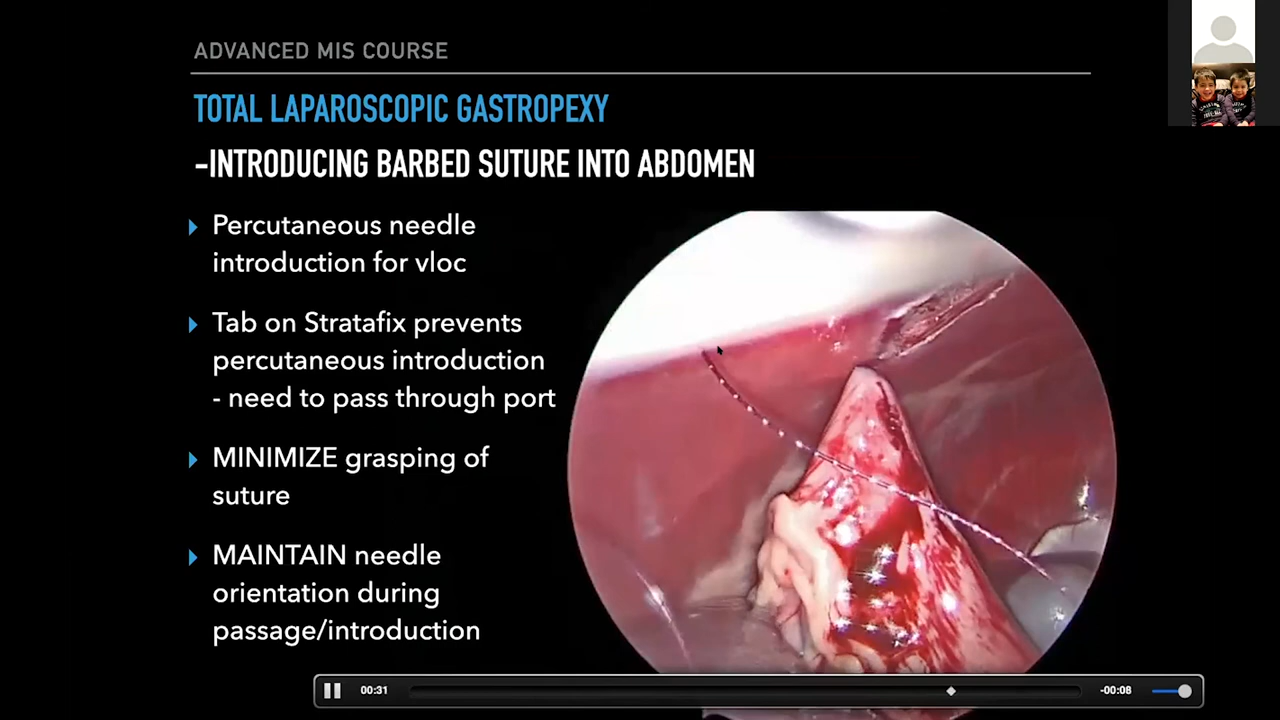 ADVANCED MIS COURSE
TOTAL LAPAROSCOPIC GASTROPEXY
-INTRODUCING BARBED SUTURE INTO ABDOMEN
Percutaneous needle
introduction for vloc
Tab on Stratafix prevents
percutaneous introduction
- need to pass through port
MINIMIZE grasping of
suture
MAINTAIN needle
orientation during
passage/introduction
00:31
-00:08